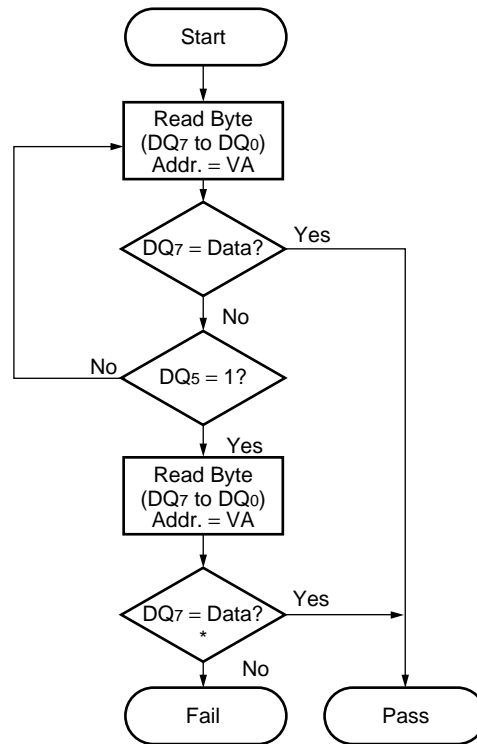 Start
Read Byte
(DQ7 to DQ0)
Addr. = VA
DQ7 = Data?
Yes
No
No
DQ5 = 1?
Yes
Read Byte
(DQ7 to DQ0)
Addr. = VA
DQ7 = Data?
*
Yes
No
Fail
Pass